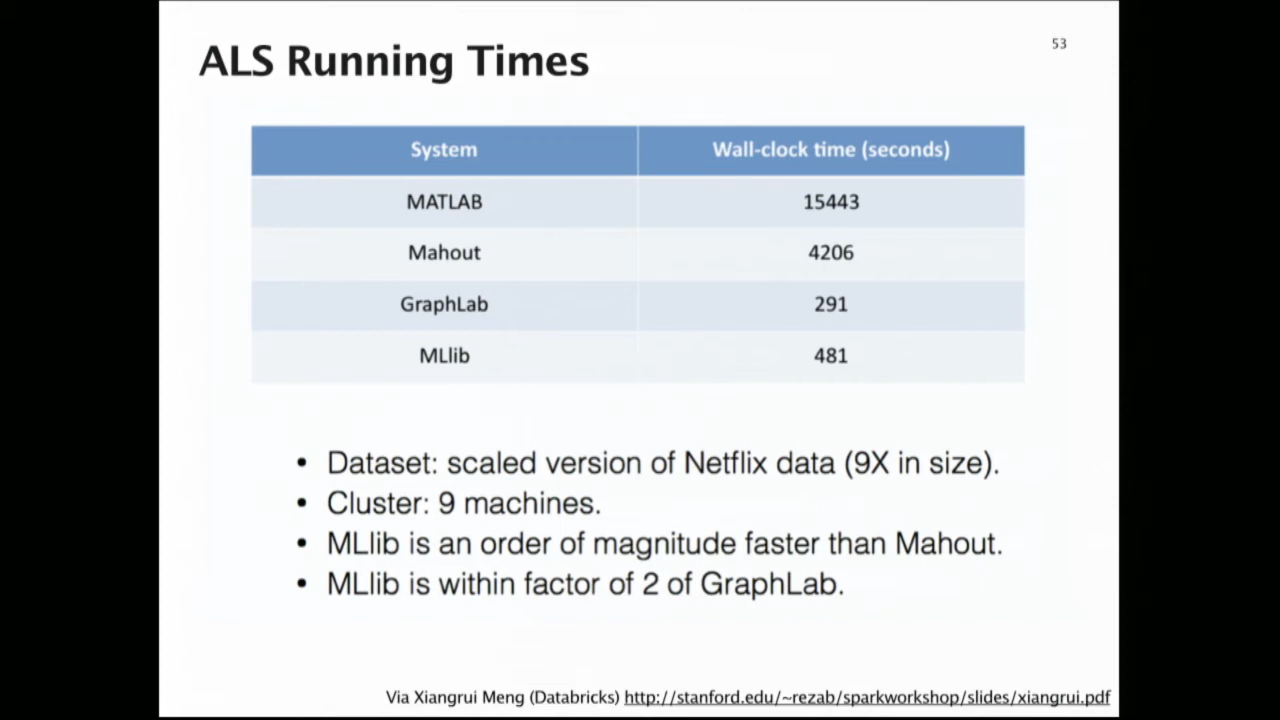 ALS Running Times
53
System Wall-clock time (seconds)
MATLAB 15443
Mahout 4206
GraphLab 291
MLlib 481
• Dataset: scaled version of Netflix data (9X in size).
• Cluster: 9 machines.
• MLlib is an order of magnitude faster than Mahout.
• MLlib is within factor of 2 of GraphLab.
Via Xiangrui Meng (Databricks) http://stanford.edu/~rezab/sparkworkshop/slides/xiangrui.pdf